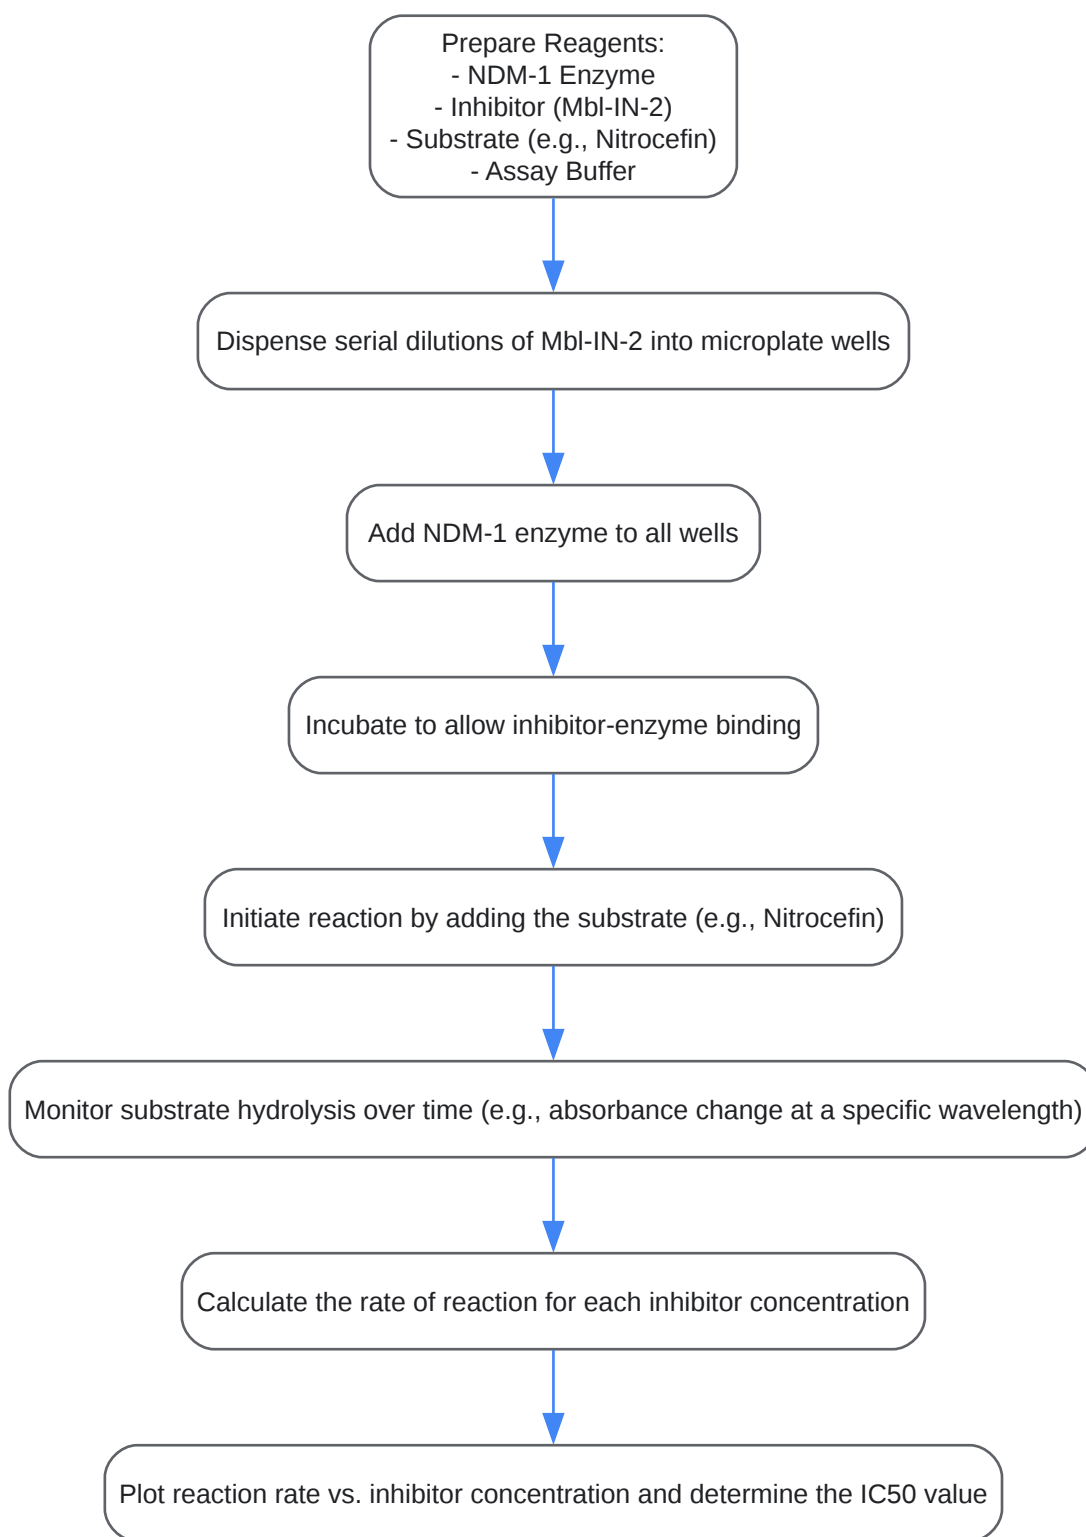 Prepare Reagents:
- NDM-1 Enzyme
- Inhibitor (Mbl-IN-2)
- Substrate (e.g., Nitrocefin)
- Assay Buffer
Dispense serial dilutions of Mbl-IN-2 into microplate wells
Add NDM-1 enzyme to all wells
Incubate to allow inhibitor-enzyme binding
Initiate reaction by adding the substrate (e.g., Nitrocefin)
Monitor substrate hydrolysis over time (e.g., absorbance change at a specific wavelength)
Calculate the rate of reaction for each inhibitor concentration
Plot reaction rate vs. inhibitor concentration and determine the IC50 value